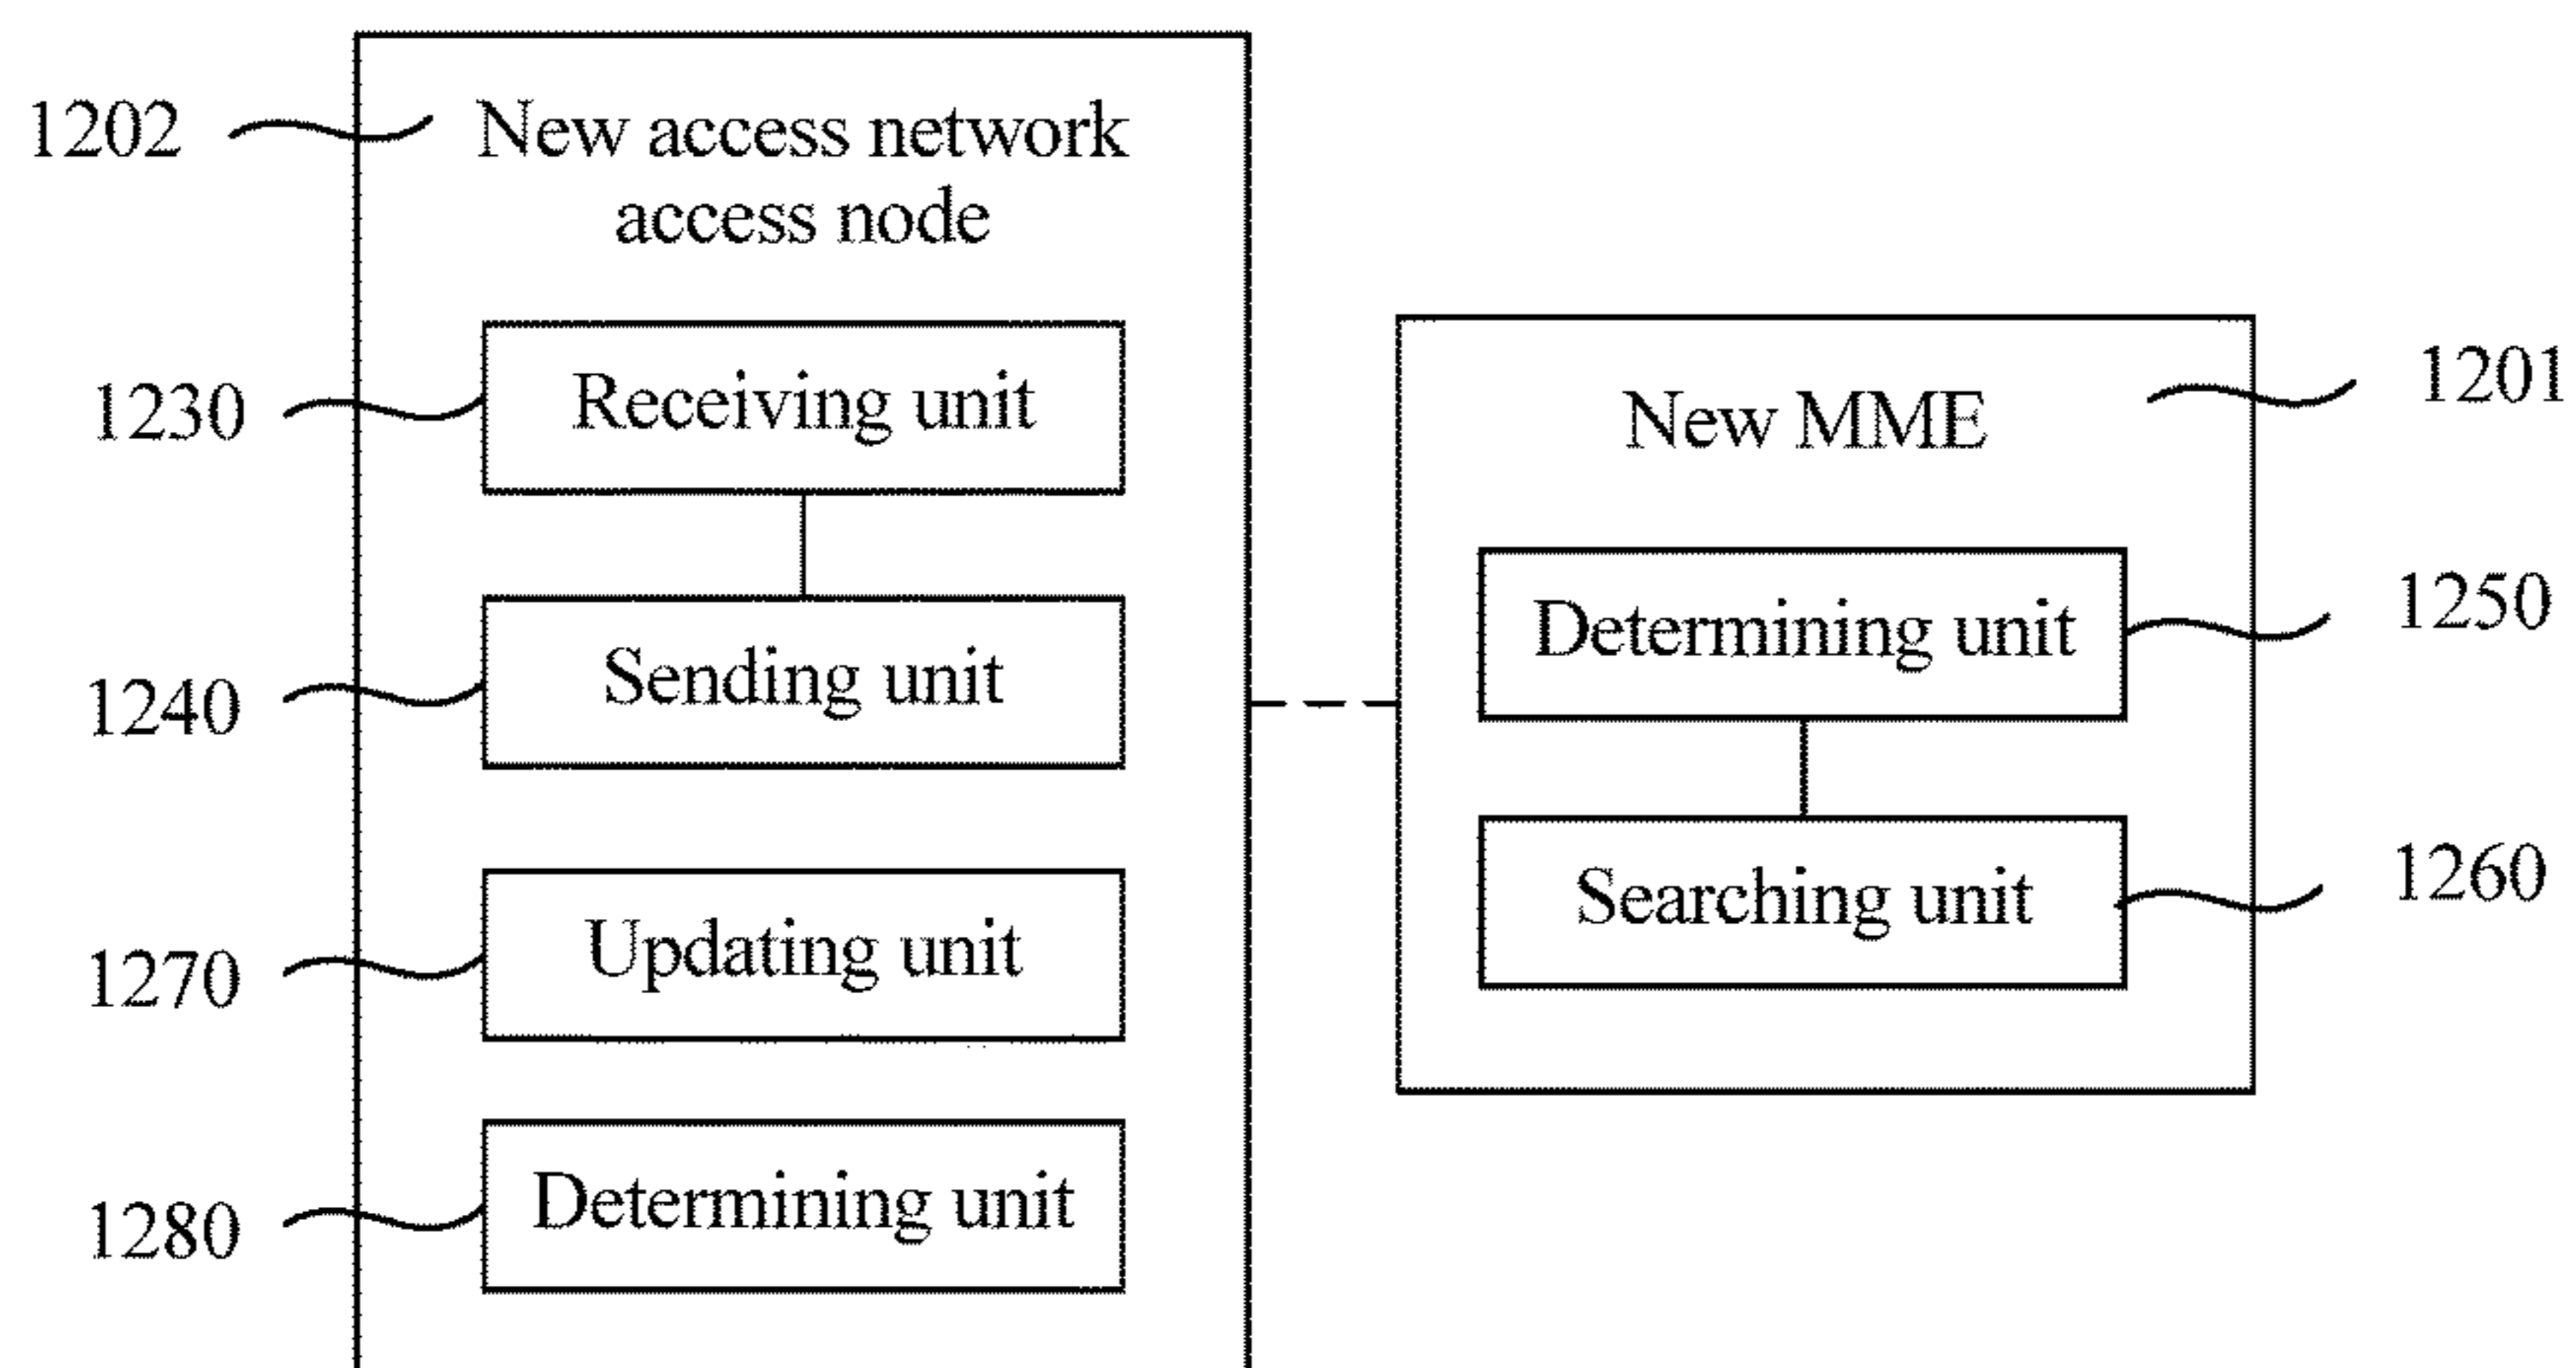 1202
New access network
access node
1230
Receiving unit
1240
Sending unit
1270
Updating unit
1280
Determining unit
New MME
1201
Determining unit
1250
Searching unit
1260